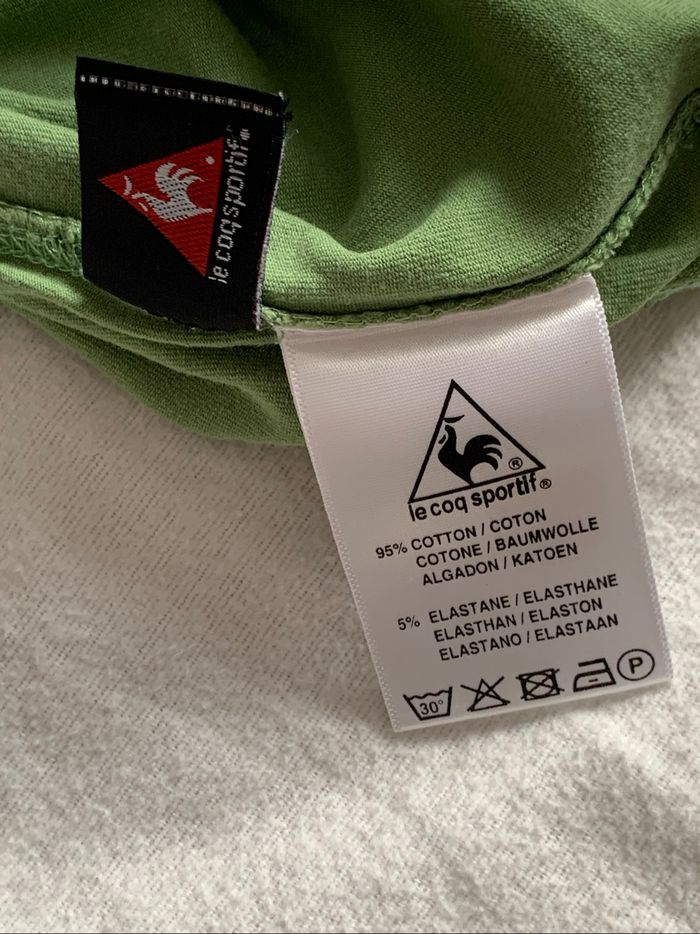 le coq sportif
®
le coq sportif®
95% COTTON / COTON
COTONE / BAUMWOLLE
ALGADON / KATOEN
5% ELASTANE / ELASTHANE
ELASTHAN / ELASTON
ELASTANO / ELASTAAN
30°
P